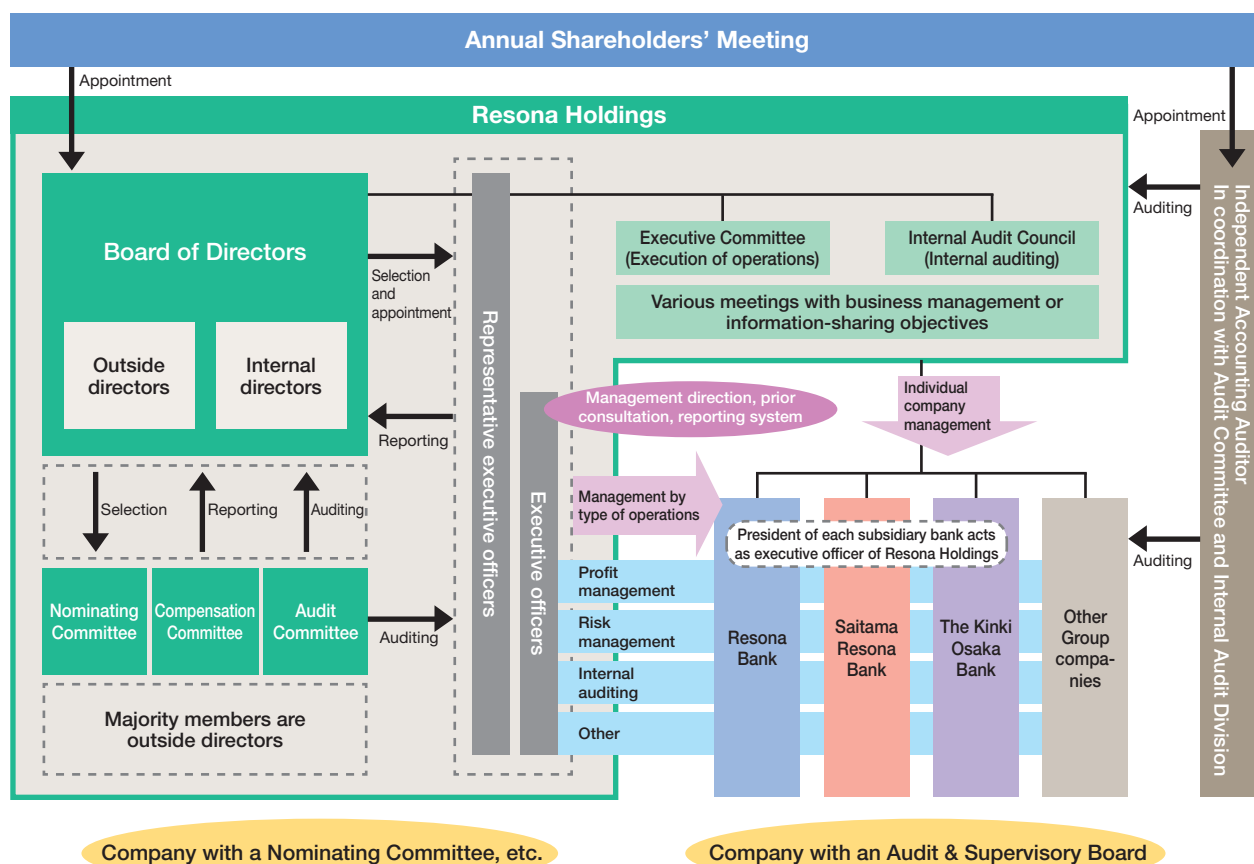 Annual Shareholders' Meeting
Appointment
Appointment
Resona Holdings
Board of Directors
Outside
directors
Internal
directors
Selection
and
appointment
Reporting
Selection
Reporting
Auditing
Nominating
Committee
Compensation
Committee
Audit
Committee
Auditing
Majority members are
outside directors
Representative executive officers
Executive officers
Executive Committee
(Execution of operations)
Internal Audit Council
(Internal auditing)
Various meetings with business management or
information-sharing objectives
Management direction, prior
consultation, reporting system
Individual
company
management
Management by
type of operations
President of each subsidiary bank acts
as executive officer of Resona Holdings
Profit
management
Risk
management
Internal
auditing
Other
Resona
Bank
Saitama
Resona
Bank
The Kinki
Osaka
Bank
Other
Group
compa-
nies
Auditing
Auditing
Independent Accounting Auditor
In coordination with Audit Committee and Internal Audit Division
Company with a Nominating Committee, etc.
Company with an Audit & Supervisory Board